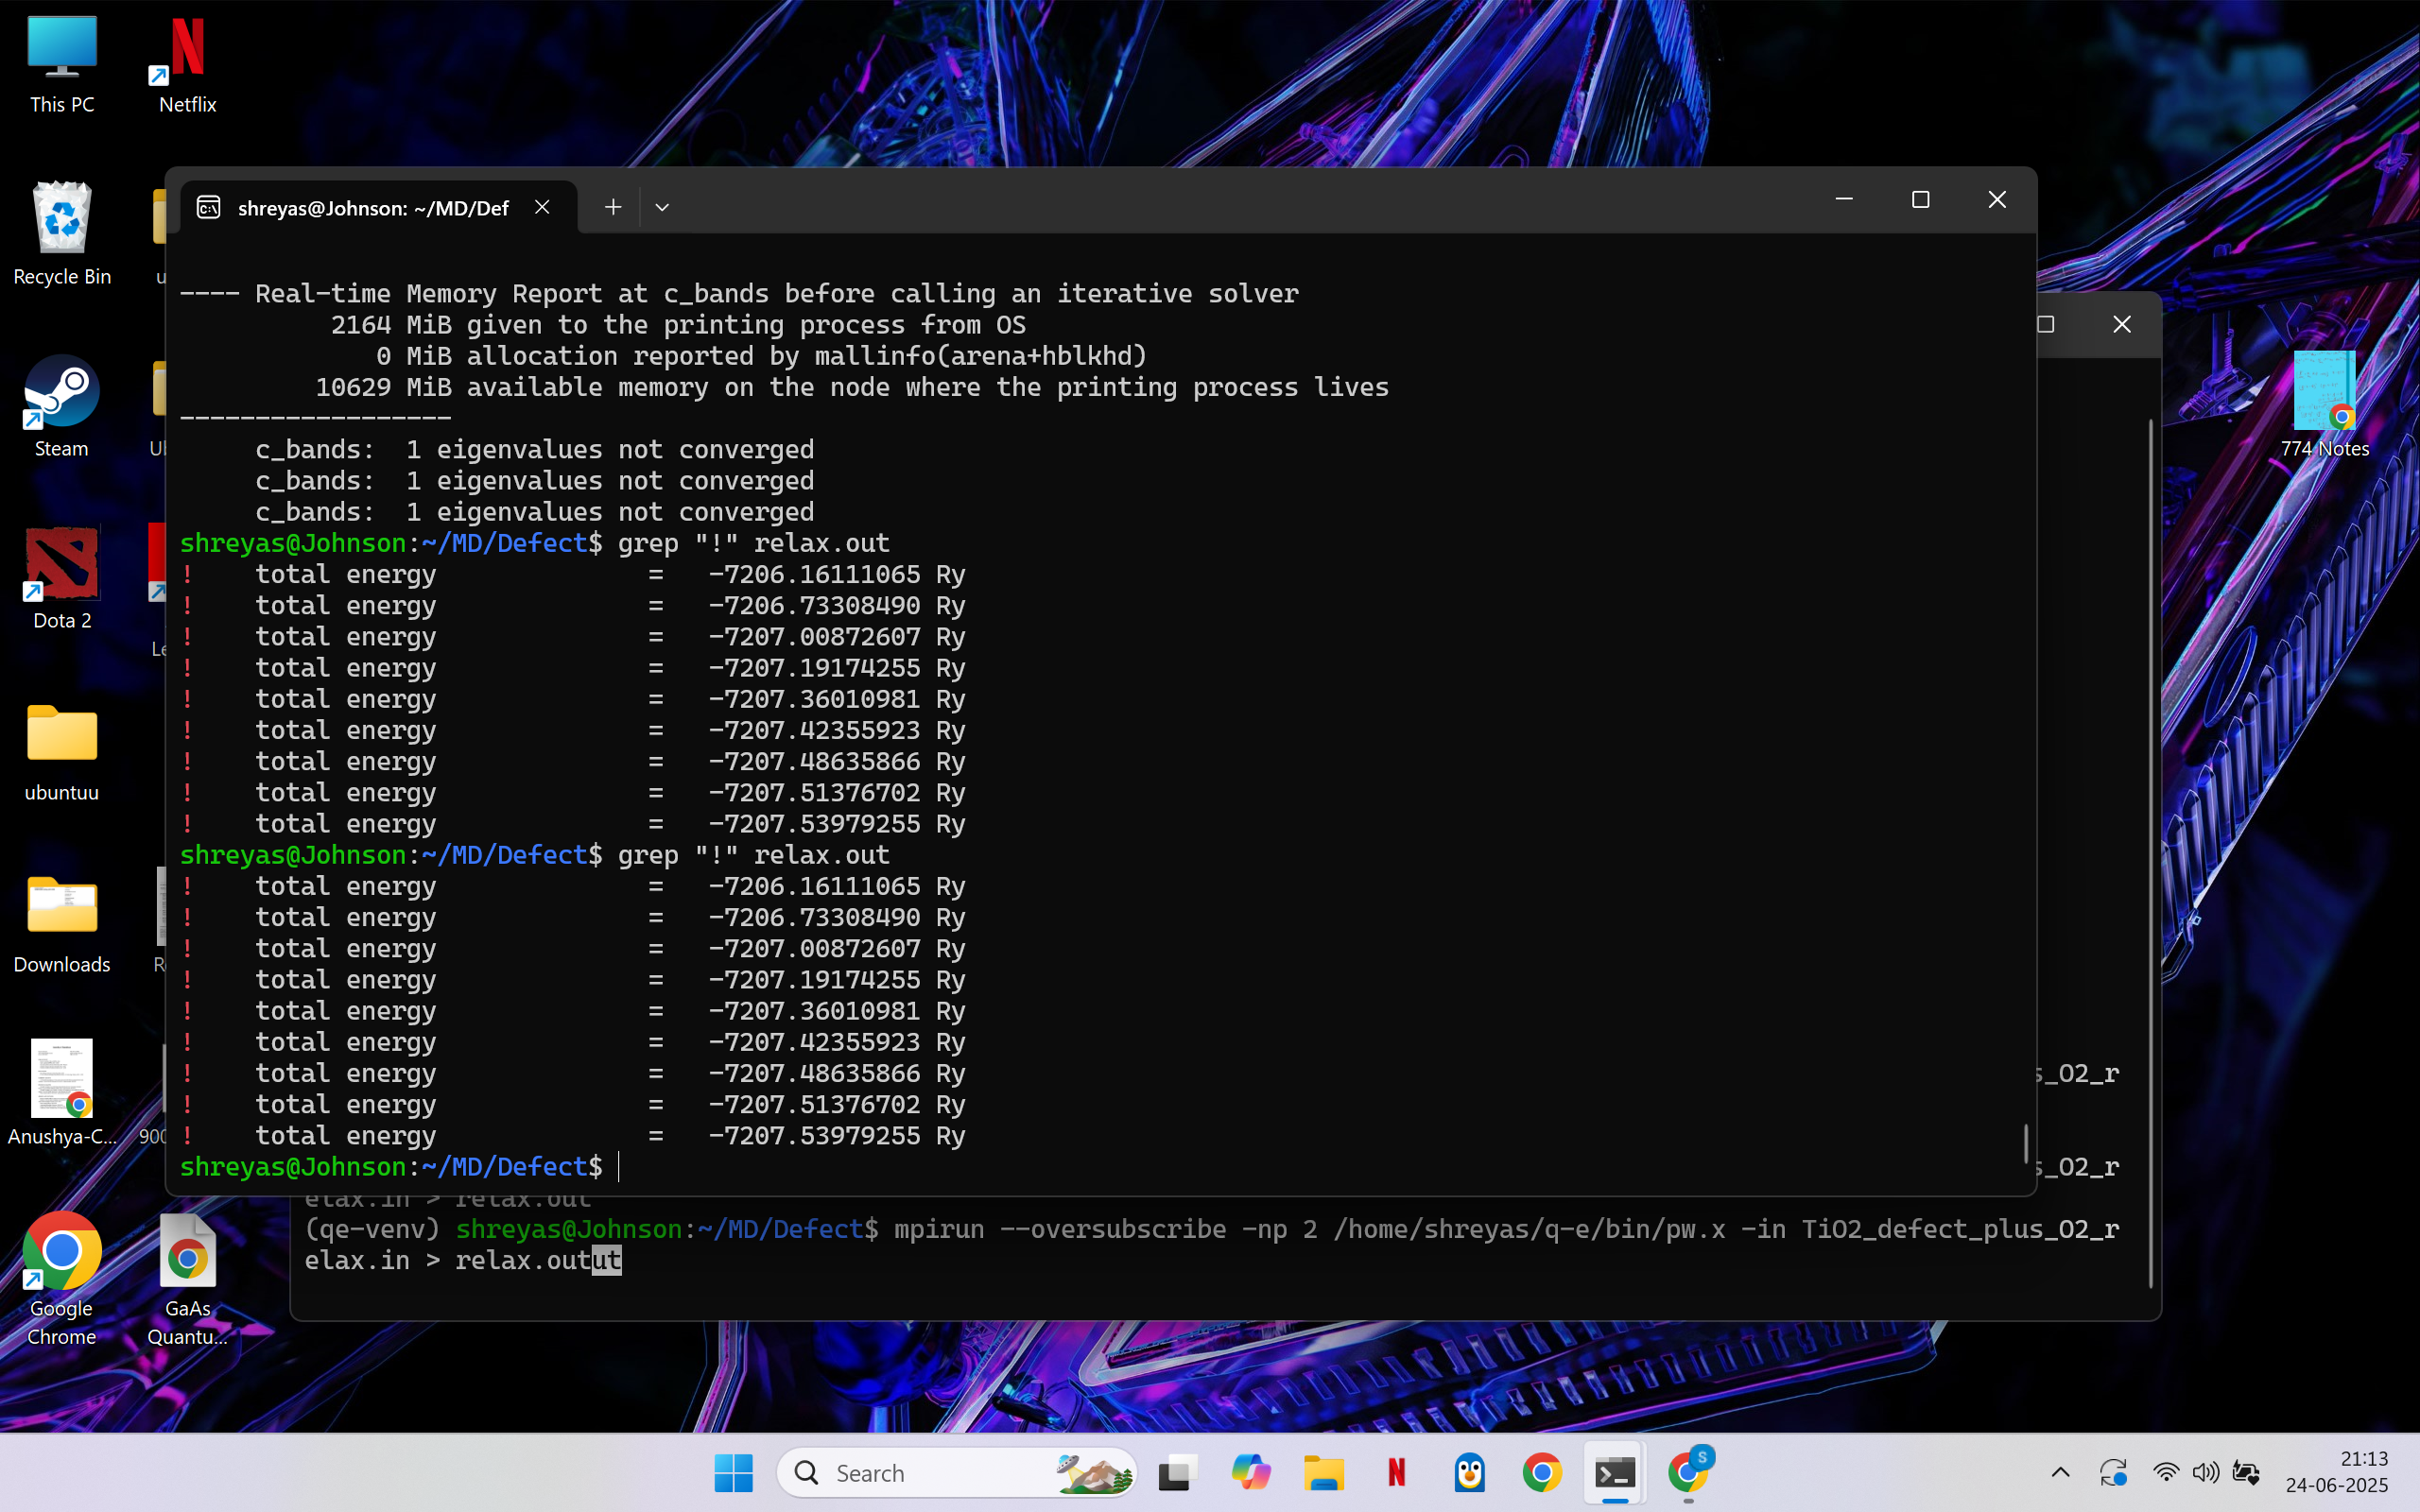 This PC
Netflix
Recycle Bin
Steam
Dota 2
ubuntuu
Downloads
Anushya-C...
Google
Chrome
GaAs
Quantu...
774 Notes
shreyas@Johnson: ~/MD/Def
---- Real-time Memory Report at c_bands before calling an iterative solver
2164 MiB given to the printing process from OS
0 MiB allocation reported by mallinfo(arena+hblkhd)
10629 MiB available memory on the node where the printing process lives
------------------
c_bands:  1 eigenvalues not converged
c_bands:  1 eigenvalues not converged
c_bands:  1 eigenvalues not converged
shreyas@Johnson:~/MD/Defect$ grep "!" relax.out
!    total energy              =   -7206.16111065 Ry
!    total energy              =   -7206.73308490 Ry
!    total energy              =   -7207.00872607 Ry
!    total energy              =   -7207.19174255 Ry
!    total energy              =   -7207.36010981 Ry
!    total energy              =   -7207.42355923 Ry
!    total energy              =   -7207.48635866 Ry
!    total energy              =   -7207.51376702 Ry
!    total energy              =   -7207.53979255 Ry
shreyas@Johnson:~/MD/Defect$ grep "!" relax.out
!    total energy              =   -7206.16111065 Ry
!    total energy              =   -7206.73308490 Ry
!    total energy              =   -7207.00872607 Ry
!    total energy              =   -7207.19174255 Ry
!    total energy              =   -7207.36010981 Ry
!    total energy              =   -7207.42355923 Ry
!    total energy              =   -7207.48635866 Ry
!    total energy              =   -7207.51376702 Ry
!    total energy              =   -7207.53979255 Ry
shreyas@Johnson:~/MD/Defect$
s_O2_r
s_O2_r
elax.in > relax.out
(qe-venv) shreyas@Johnson:~/MD/Defect$ mpirun --oversubscribe -np 2 /home/shreyas/q-e/bin/pw.x -in TiO2_defect_plus_O2_r
elax.in > relax.outut
Search
21:13
24-06-2025